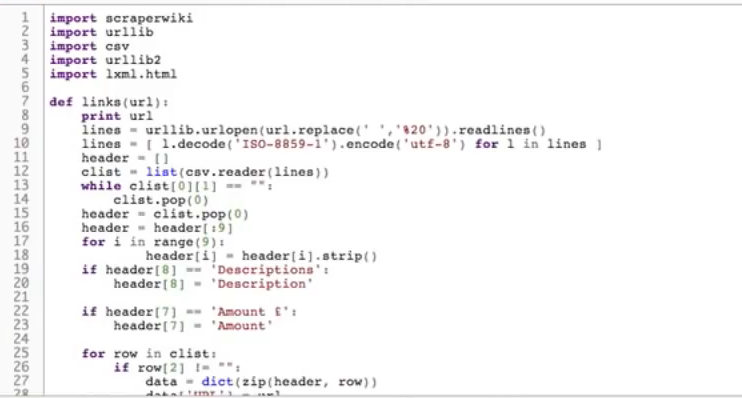 1 import scraperwiki
2 import urllib
3 import csv
4 import urllib2
5 import lxml.html
6
7 def links(url):
8     print url
9     lines = urllib.urlopen(url.replace(' ','%20')).readlines()
10     lines = [ l.decode('ISO-8859-1').encode('utf-8') for l in lines ]
11     header = []
12     clist = list(csv.reader(lines))
13     while clist[0][1] == "":
14         clist.pop(0)
15     header = clist.pop(0)
16     header = header[:9]
17     for i in range(9):
18             header[i] = header[i].strip()
19     if header[8] == 'Descriptions':
20         header[8] = 'Description'
21
22     if header[7] == 'Amount £':
23         header[7] = 'Amount'
24
25     for row in clist:
26         if row[2] != "":
27             data = dict(zip(header, row))
28             data['URL'] = url